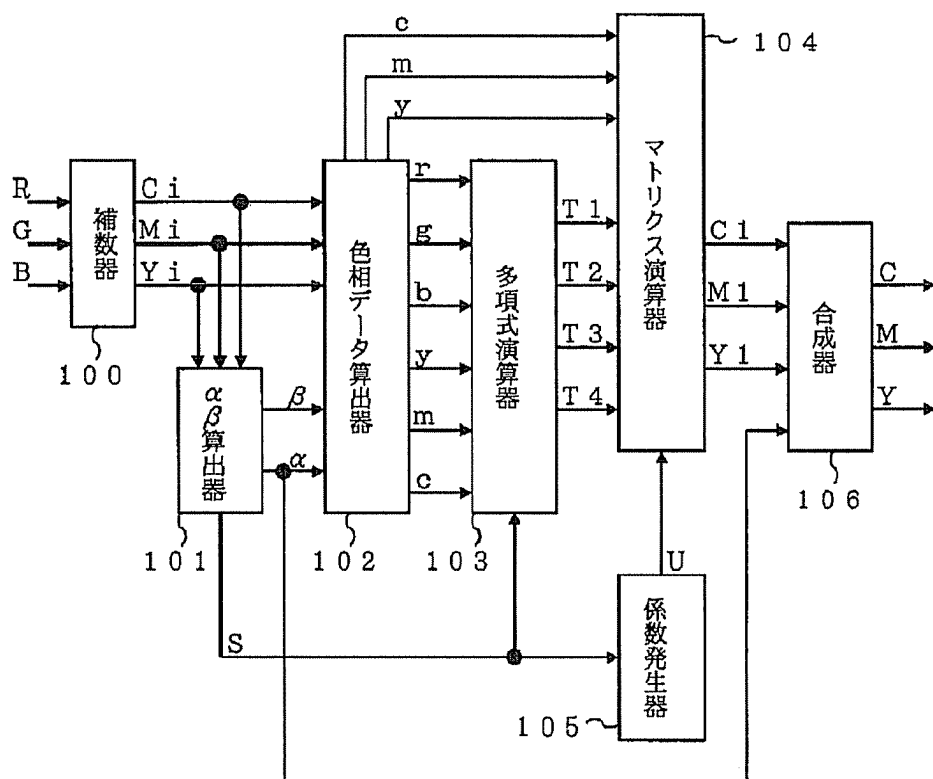 c
m
y
104
マトリクス演算器
R
G
B
補数器
100
Ci
Mi
Yi
色相データ算出器
102
r
g
b
y
m
c
多項式演算器
103
T1
T2
T3
T4
C1
M1
Y1
合成器
106
C
M
Y
αβ算出器
101
β
α
S
U
係数発生器
105